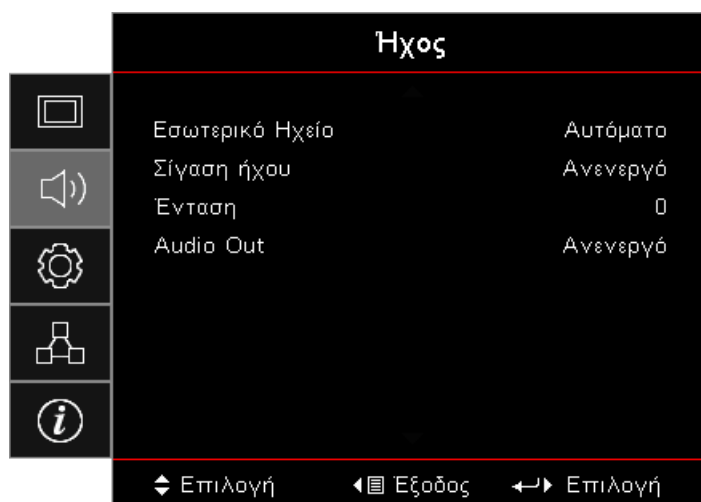 Ήχος
Εσωτερικό Ηχείο Αυτόματο
Σίγαση ήχου Ανενεργό
Ένταση 0
Audio Out Ανενεργό
Επιλογή Έξοδος Επιλογή